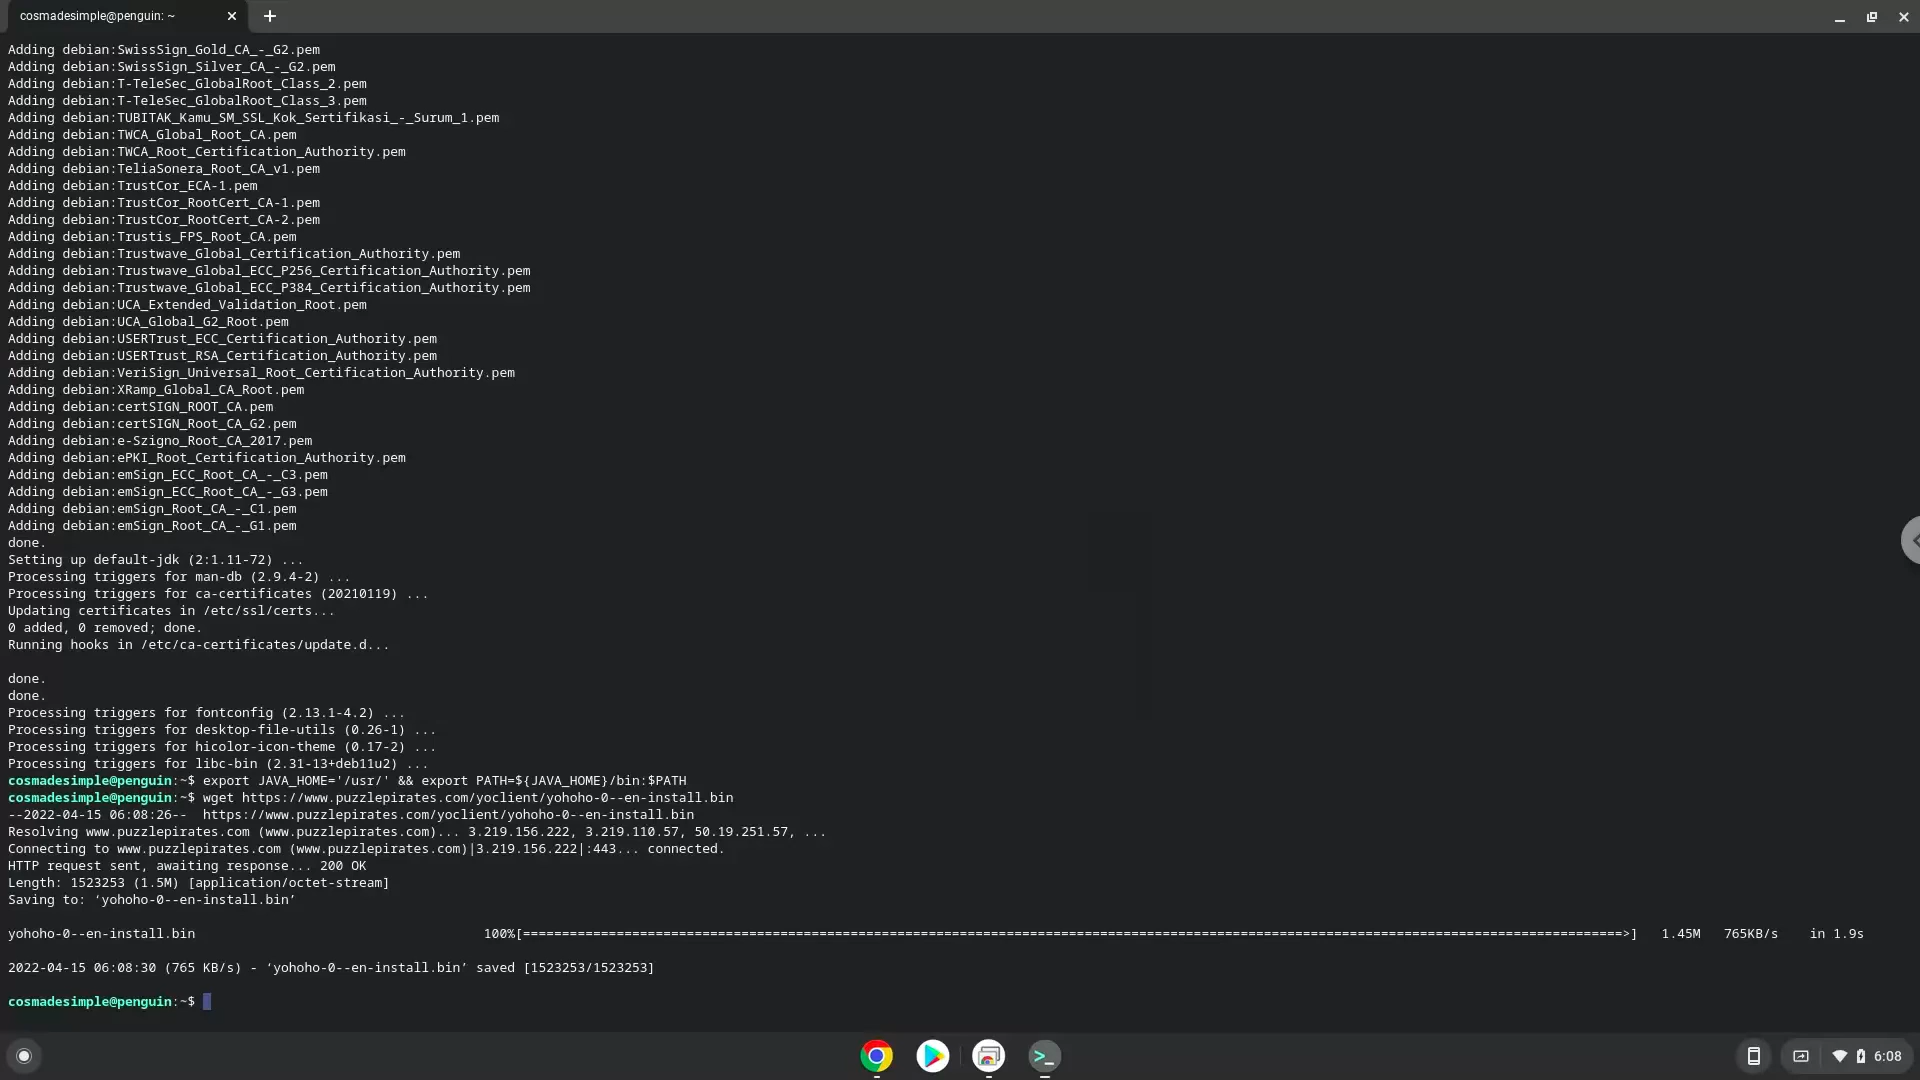 cosmadesimple@penguin: ~
Adding debian:SwissSign_Gold_CA_-_G2.pem
Adding debian:SwissSign_Silver_CA_-_G2.pem
Adding debian:T-TeleSec_GlobalRoot_Class_2.pem
Adding debian:T-TeleSec_GlobalRoot_Class_3.pem
Adding debian:TUBITAK_Kamu_SM_SSL_Kok_Sertifikasi_-_Surum_1.pem
Adding debian:TWCA_Global_Root_CA.pem
Adding debian:TWCA_Root_Certification_Authority.pem
Adding debian:TeliaSonera_Root_CA_v1.pem
Adding debian:TrustCor_ECA-1.pem
Adding debian:TrustCor_RootCert_CA-1.pem
Adding debian:TrustCor_RootCert_CA-2.pem
Adding debian:Trustis_FPS_Root_CA.pem
Adding debian:Trustwave_Global_Certification_Authority.pem
Adding debian:Trustwave_Global_ECC_P256_Certification_Authority.pem
Adding debian:Trustwave_Global_ECC_P384_Certification_Authority.pem
Adding debian:UCA_Extended_Validation_Root.pem
Adding debian:UCA_Global_G2_Root.pem
Adding debian:USERTrust_ECC_Certification_Authority.pem
Adding debian:USERTrust_RSA_Certification_Authority.pem
Adding debian:VeriSign_Universal_Root_Certification_Authority.pem
Adding debian:XRamp_Global_CA_Root.pem
Adding debian:certSIGN_ROOT_CA.pem
Adding debian:certSIGN_Root_CA_G2.pem
Adding debian:e-Szigno_Root_CA_2017.pem
Adding debian:ePKI_Root_Certification_Authority.pem
Adding debian:emSign_ECC_Root_CA_-_C3.pem
Adding debian:emSign_ECC_Root_CA_-_G3.pem
Adding debian:emSign_Root_CA_-_C1.pem
Adding debian:emSign_Root_CA_-_G1.pem
done.
Setting up default-jdk (2:1.11-72) ...
Processing triggers for man-db (2.9.4-2) ...
Processing triggers for ca-certificates (20210119) ...
Updating certificates in /etc/ssl/certs...
0 added, 0 removed; done.
Running hooks in /etc/ca-certificates/update.d...
done.
done.
Processing triggers for fontconfig (2.13.1-4.2) ...
Processing triggers for desktop-file-utils (0.26-1) ...
Processing triggers for hicolor-icon-theme (0.17-2) ...
Processing triggers for libc-bin (2.31-13+deb11u2) ...
cosmadesimple@penguin:~$ export JAVA_HOME='/usr/' && export PATH=${JAVA_HOME}/bin:$PATH
cosmadesimple@penguin:~$ wget https://www.puzzlepirates.com/yoclient/yohoho-0--en-install.bin
--2022-04-15 06:08:26--  https://www.puzzlepirates.com/yoclient/yohoho-0--en-install.bin
Resolving www.puzzlepirates.com (www.puzzlepirates.com)... 3.219.156.222, 3.219.110.57, 50.19.251.57, ...
Connecting to www.puzzlepirates.com (www.puzzlepirates.com)|3.219.156.222|:443... connected.
HTTP request sent, awaiting response... 200 OK
Length: 1523253 (1.5M) [application/octet-stream]
Saving to: ‘yohoho-0--en-install.bin’
yohoho-0--en-install.bin 100%[=============================================================================================================================================>] 1.45M 765KB/s in 1.9s
2022-04-15 06:08:30 (765 KB/s) - ‘yohoho-0--en-install.bin’ saved [1523253/1523253]
cosmadesimple@penguin:~$
6:08